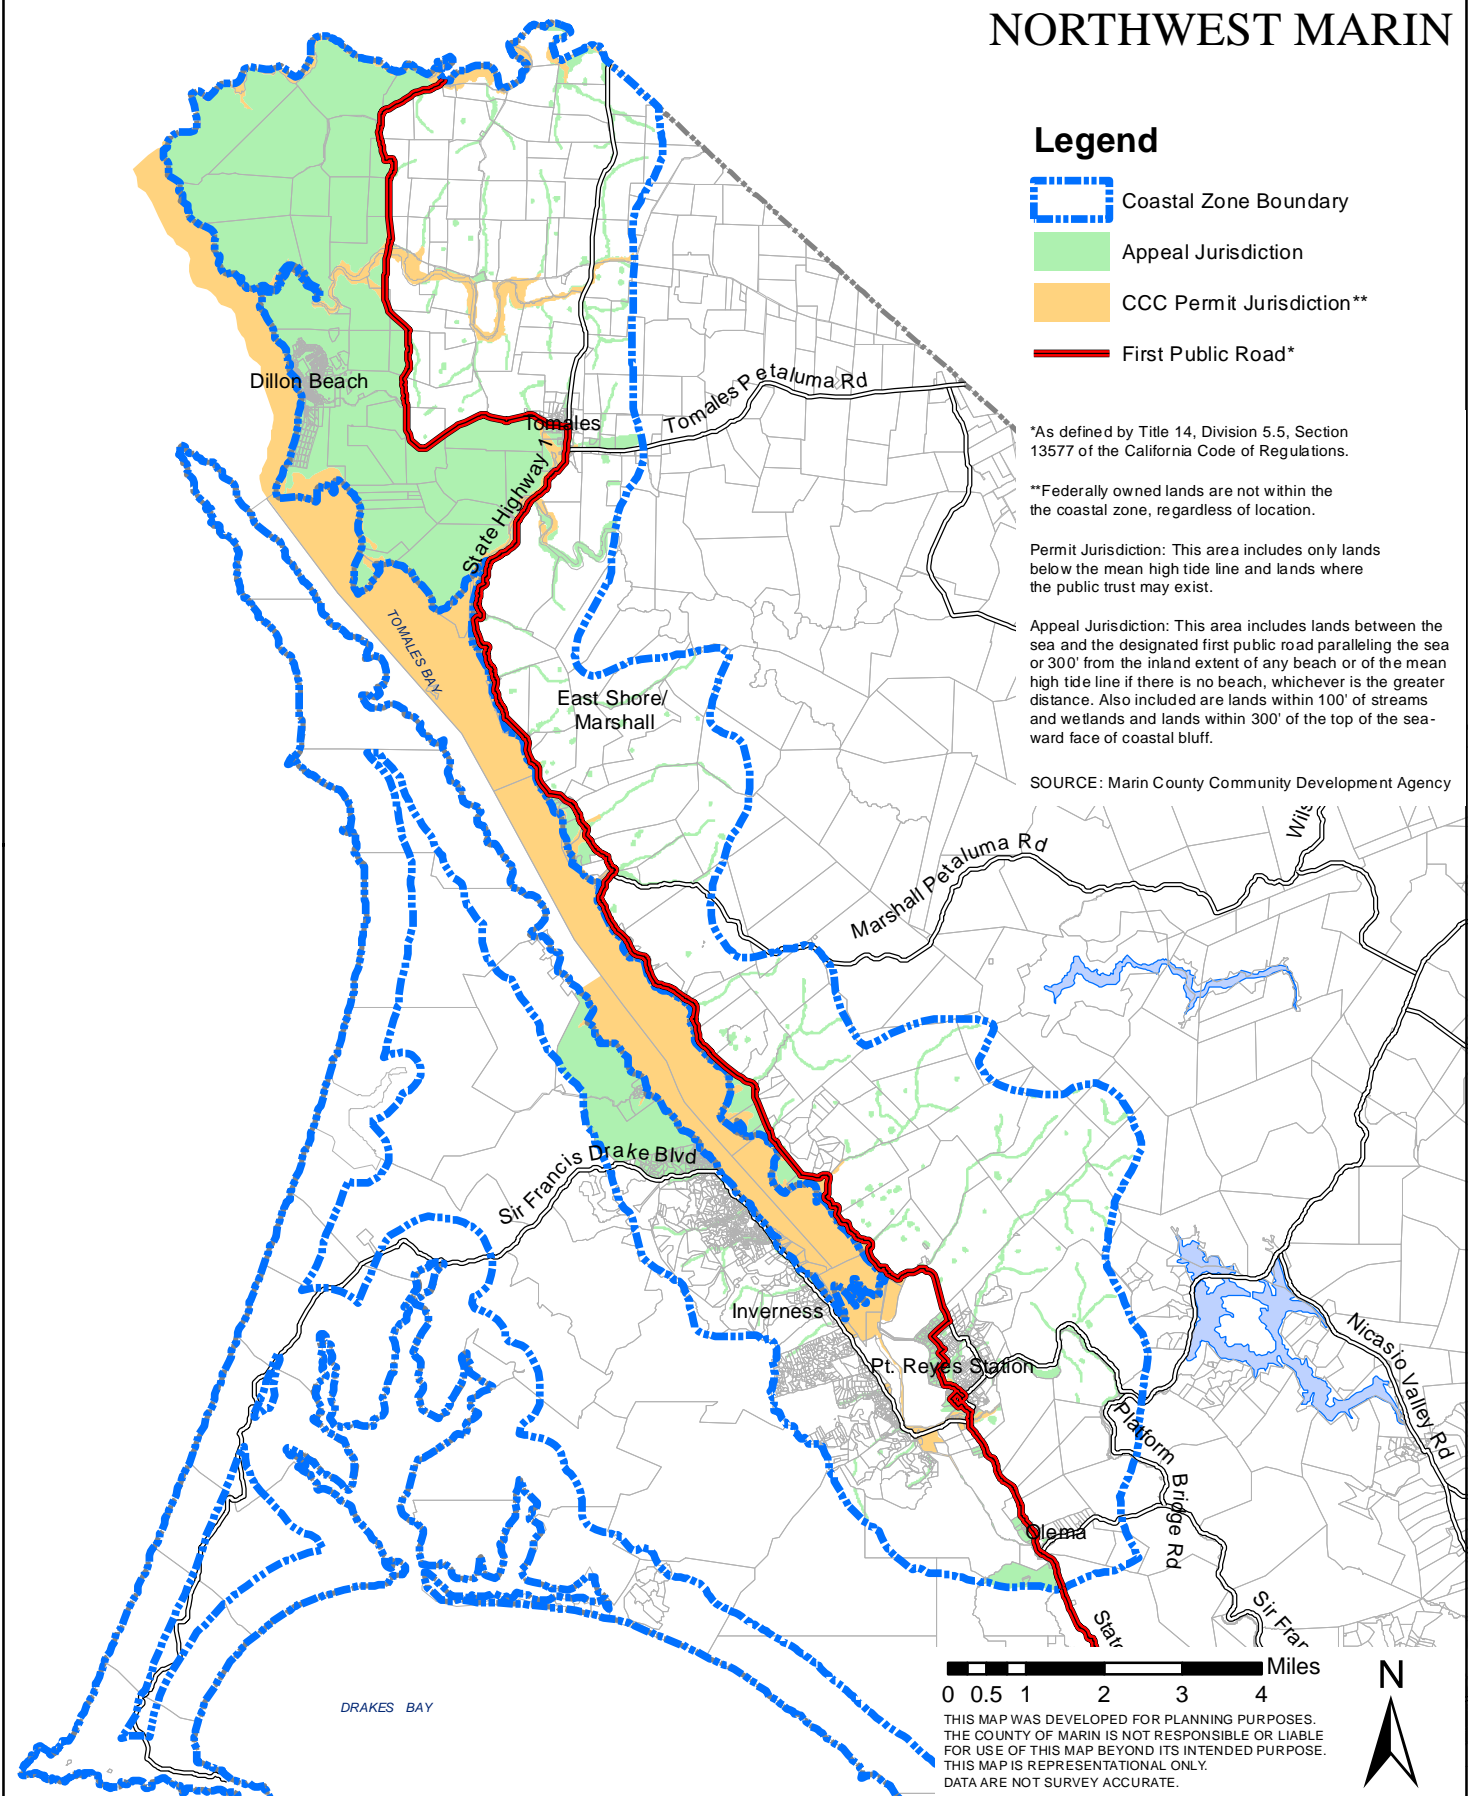 NORTHWEST MARIN
Legend
Coastal Zone Boundary
Appeal Jurisdiction
CCC Permit Jurisdiction**
First Public Road*
*As defined by Title 14, Division 5.5, Section
13577 of the California Code of Regulations.
**Federally owned lands are not within the
the coastal zone, regardless of location.
Permit Jurisdiction: This area includes only lands
below the mean high tide line and lands where
the public trust may exist.
Appeal Jurisdiction: This area includes lands between the
sea and the designated first public road paralleling the sea
or 300' from the inland extent of any beach or of the mean
high tide line if there is no beach, whichever is the greater
distance. Also included are lands within 100' of streams
and wetlands and lands within 300' of the top of the sea-
ward face of coastal bluff.
SOURCE: Marin County Community Development Agency
Dillon Beach
Tomales
Tomales Petaluma Rd
State Highway 1
TOMALES BAY
East Shore/
Marshall
Wils
Marshall Petaluma Rd
Sir Francis Drake Blvd
Inverness
Pt. Reyes Station
Nicasio Valley Rd
Platform Bridge Rd
Olema
State
Sir Fran
DRAKES BAY
Miles
0 0.5 1 2 3 4
N
THIS MAP WAS DEVELOPED FOR PLANNING PURPOSES.
THE COUNTY OF MARIN IS NOT RESPONSIBLE OR LIABLE
FOR USE OF THIS MAP BEYOND ITS INTENDED PURPOSE.
THIS MAP IS REPRESENTATIONAL ONLY.
DATA ARE NOT SURVEY ACCURATE.